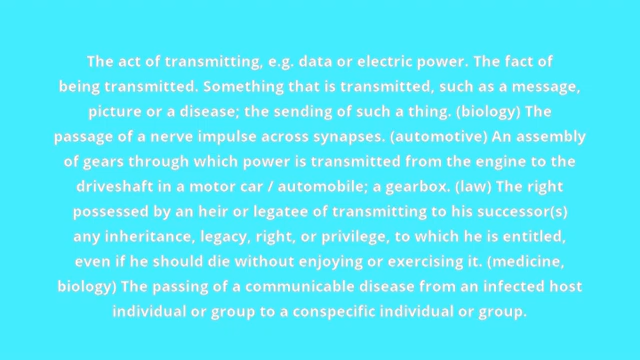 The act of transmitting, e.g. data or electric power. The fact of
being transmitted. Something that is transmitted, such as a message,
picture or a disease; the sending of such a thing. (biology) The
passage of a nerve impulse across synapses. (automotive) An assembly
of gears through which power is transmitted from the engine to the
driveshaft in a motor car / automobile; a gearbox. (law) The right
possessed by an heir or legatee of transmitting to his successor(s)
any inheritance, legacy, right, or privilege, to which he is entitled,
even if he should die without enjoying or exercising it. (medicine,
biology) The passing of a communicable disease from an infected host
individual or group to a conspecific individual or group.